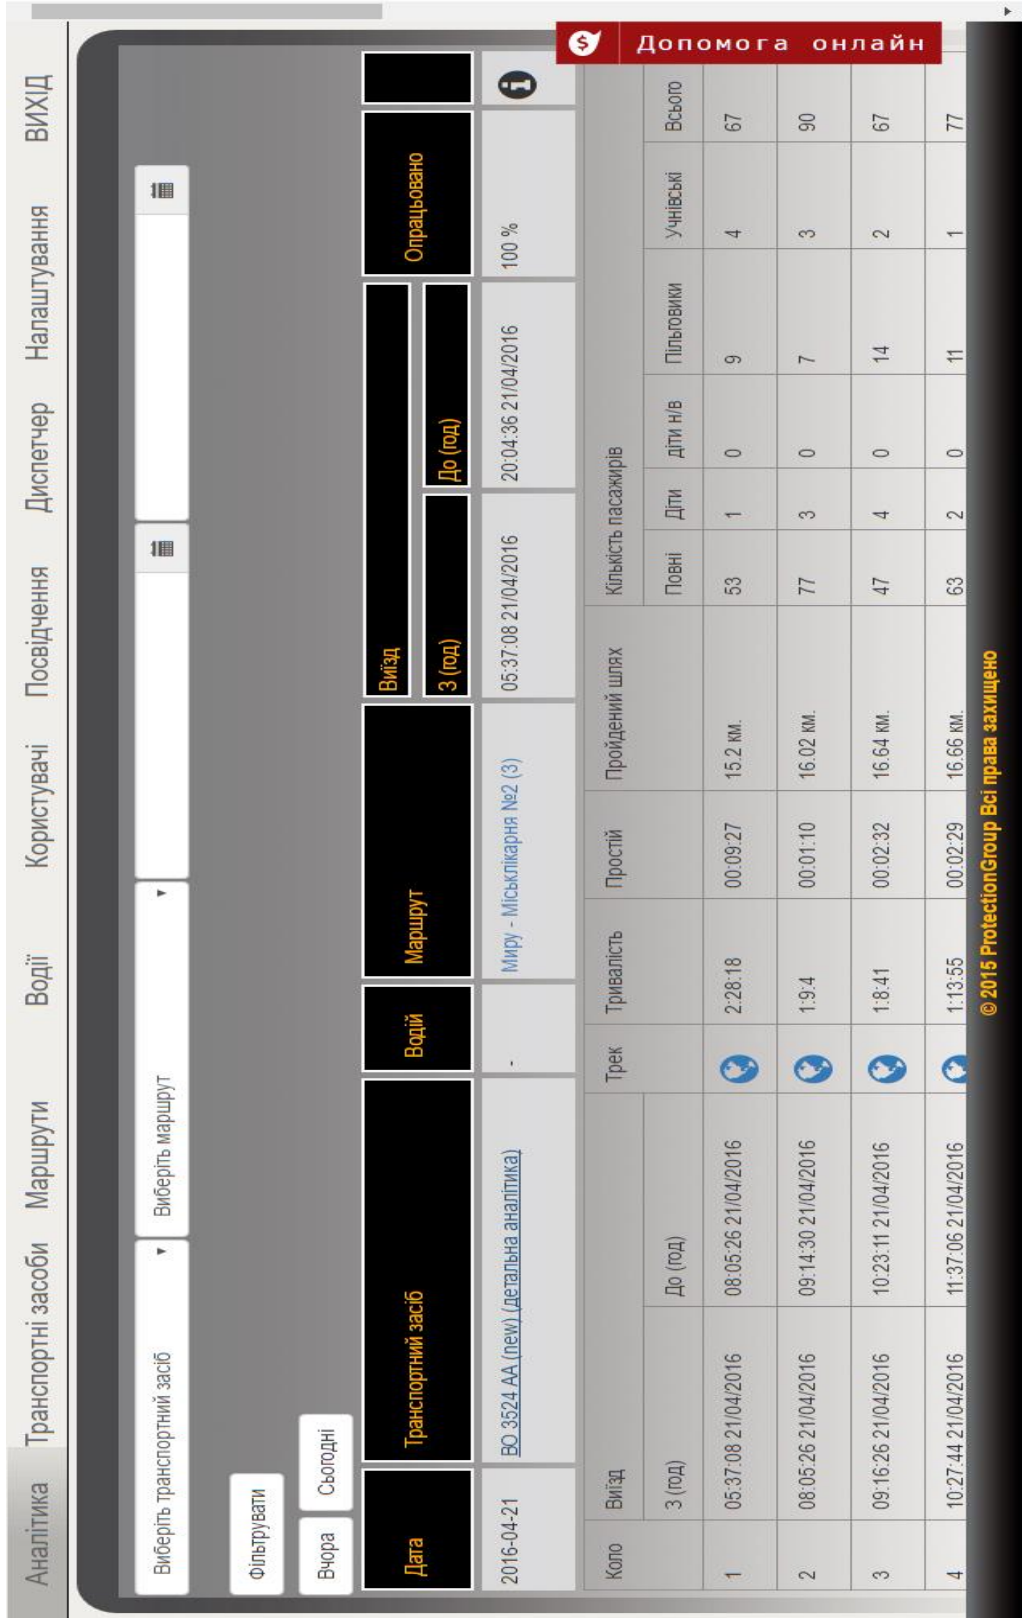 Аналітика Транспортні засоби Маршрути Водії Користувачі Посвідчення Диспетчер Налаштування ВИХІД
Виберіть транспортний засіб Виберіть маршрут
Фільтрувати
Вчора Сьогодні
Допомога онлайн
Дата Транспортний засіб Водій Маршрут Виїзд Опрацьовано
З (год) До (год)
2016-04-21 ВО 3524 АА (new) (детальна аналітика) - Миру - Міськлікарня №2 (3) 05:37:08 21/04/2016 20:04:36 21/04/2016 100 %
Коло Виїзд Трек Тривалість Простій Пройдений шлях Кількість пасажирів
З (год) До (год) Повні Діти діти н/в Пільговики Учнівські Всього
1 05:37:08 21/04/2016 08:05:26 21/04/2016 2:28:18 00:09:27 15.2 км. 53 1 0 9 4 67
2 08:05:26 21/04/2016 09:14:30 21/04/2016 1:9:4 00:01:10 16.02 км. 77 3 0 7 3 90
3 09:16:26 21/04/2016 10:23:11 21/04/2016 1:8:41 00:02:32 16.64 км. 47 4 0 14 2 67
4 10:27:44 21/04/2016 11:37:06 21/04/2016 1:13:55 00:02:29 16.66 км. 63 2 0 11 1 77
© 2015 ProtectionGroup Всі права захищено